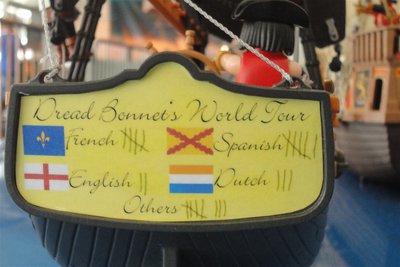 Dread Bonnet's World Tour
French Spanish
English Dutch
Others